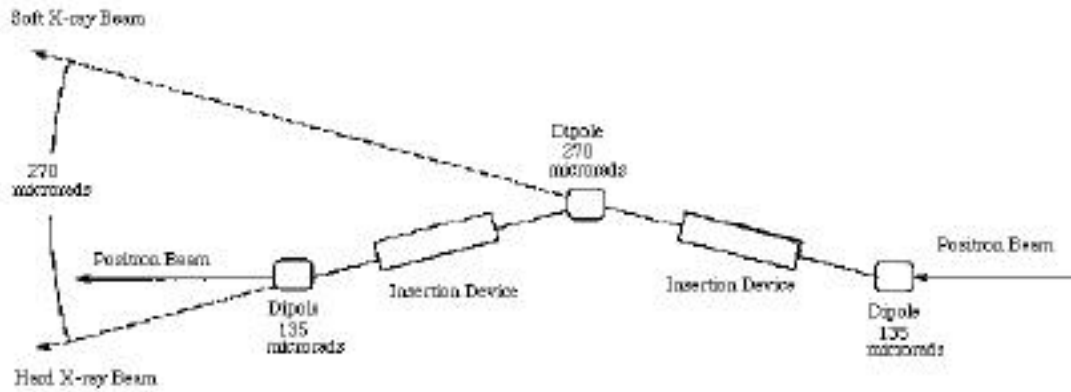 Soft X-ray Beam
Dipole
270
microrads
270
microrads
Positron Beam
Positron Beam
Insertion Device
Insertion Device
Dipole
135
microrads
Dipole
135
microrads
Hard X-ray Beam